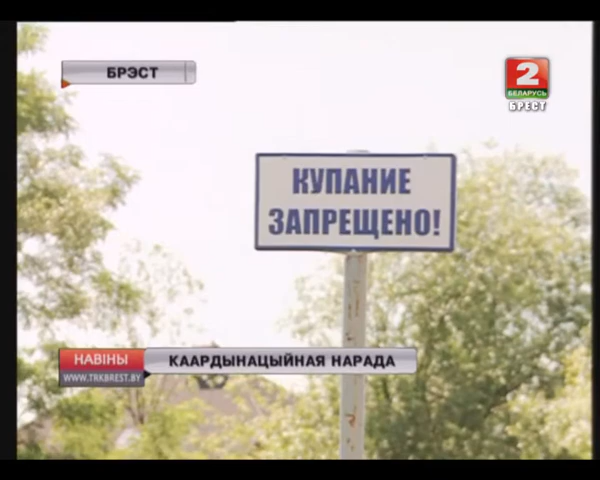 БРЭСТ
2
БЕЛАРУСЬ
БРЕСТ
КУПАНИЕ
ЗАПРЕЩЕНО!
НАВІНЫ
КААРДЫНАЦЫЙНАЯ НАРАДА
WWW.TRKBREST.BY